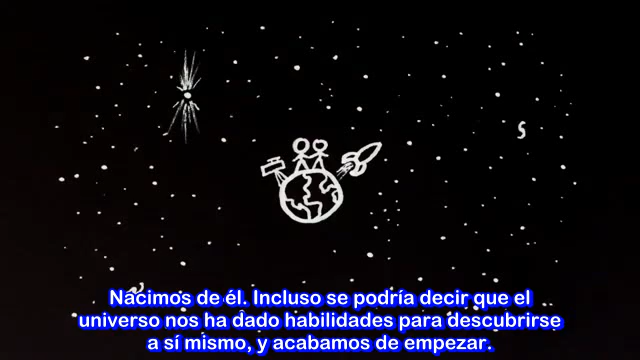 Nacimos de él. Incluso se podría decir que el
universo nos ha dado habilidades para descubrirse
a sí mismo, y acabamos de empezar.